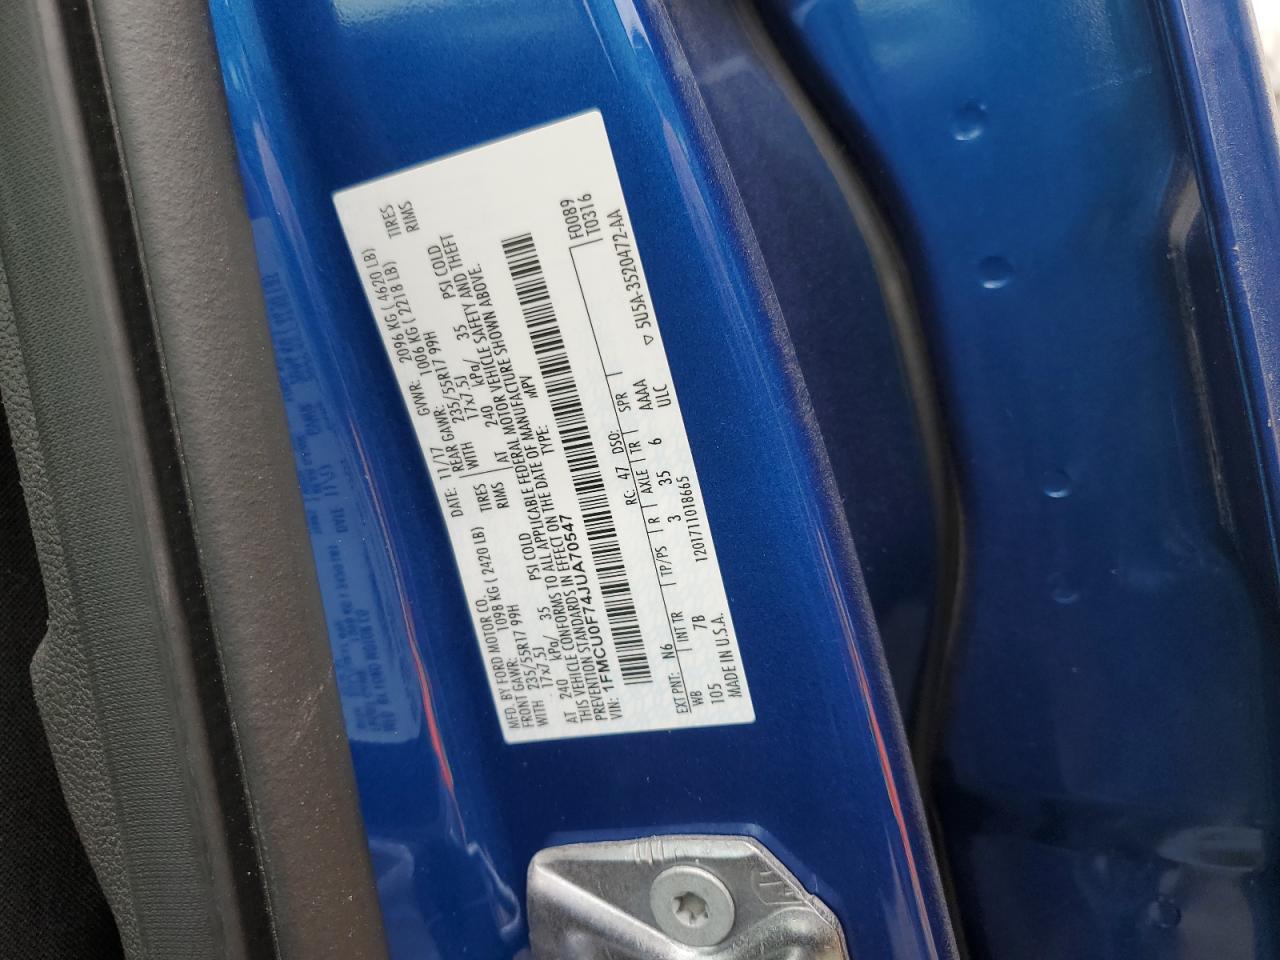 MFD. BY FORD MOTOR CO.
DATE: 11/17 GVWR: 2096 KG ( 4620 LB)
FRONT GAWR: 1098 KG ( 2420 LB) REAR GAWR: 1006 KG ( 2218 LB)
WITH 235/55R17 99H TIRES WITH 235/55R17 99H TIRES
17x7.5J RIMS 17x7.5J RIMS
AT 240 kPa/ 35 PSI COLD AT 240 kPa/ 35 PSI COLD
THIS VEHICLE CONFORMS TO ALL APPLICABLE FEDERAL MOTOR VEHICLE SAFETY AND THEFT
PREVENTION STANDARDS IN EFFECT ON THE DATE OF MANUFACTURE SHOWN ABOVE.
VIN: 1FMCU0F74JUA70547 TYPE: MPV
F0089
T0316
EXT PNT: N6 RC: 47 DSO:
WB INT TR TP/PS R AXLE TR SPR
105 7B 3 35 6 AAAA
MADE IN U.S.A. 1201711018665 ULC
▽ 5U5A-3520472-AA